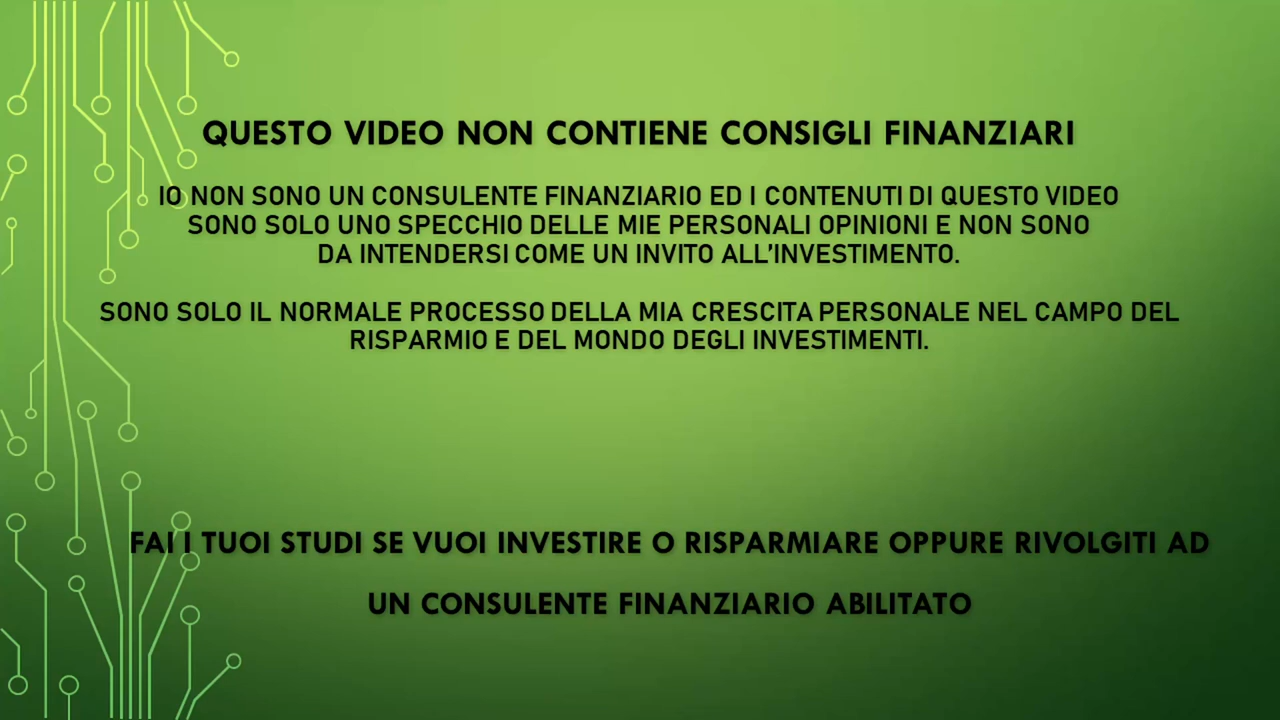 QUESTO VIDEO NON CONTIENE CONSIGLI FINANZIARI
IO NON SONO UN CONSULENTE FINANZIARIO ED I CONTENUTI DI QUESTO VIDEO
SONO SOLO UNO SPECCHIO DELLE MIE PERSONALI OPINIONI E NON SONO
DA INTENDERSI COME UN INVITO ALL'INVESTIMENTO.
SONO SOLO IL NORMALE PROCESSO DELLA MIA CRESCITA PERSONALE NEL CAMPO DEL
RISPARMIO E DEL MONDO DEGLI INVESTIMENTI.
FAI I TUOI STUDI SE VUOI INVESTIRE O RISPARMIARE OPPURE RIVOLGITI AD
UN CONSULENTE FINANZIARIO ABILITATO